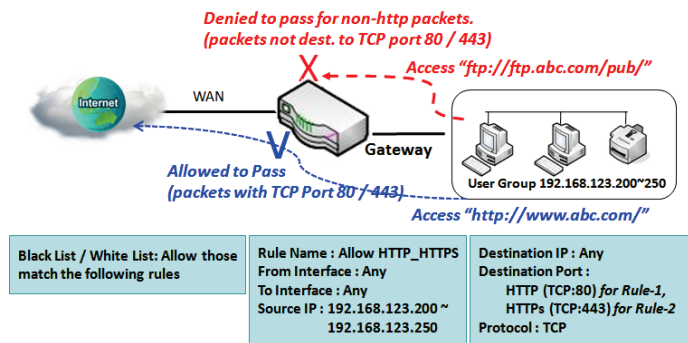 Denied to pass for non-http packets.
(packets not dest. to TCP port 80 / 443)
X
Access “ftp://ftp.abc.com/pub/”
Internet
WAN
Gateway
V
Allowed to Pass
(packets with TCP Port 80 / 443)
User Group 192.168.123.200~250
Access “http://www.abc.com/”
Black List / White List: Allow those
match the following rules
Rule Name : Allow HTTP_HTTPS
From Interface : Any
To Interface : Any
Source IP : 192.168.123.200 ~
192.168.123.250
Destination IP : Any
Destination Port :
HTTP (TCP:80) for Rule-1,
HTTPs (TCP:443) for Rule-2
Protocol : TCP